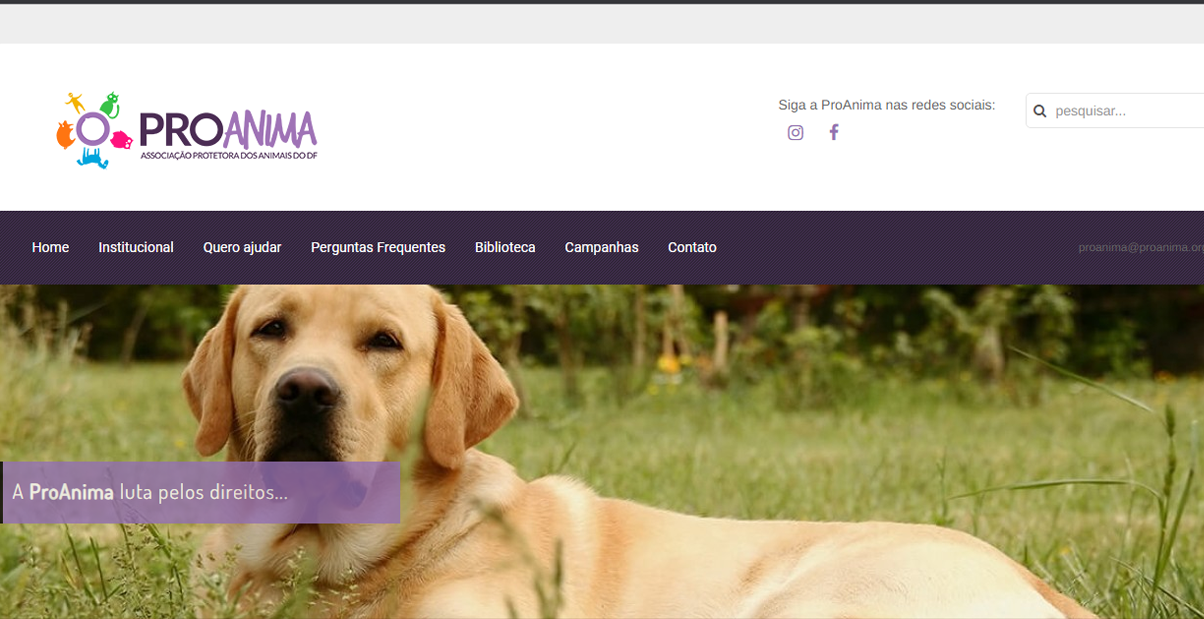 PROANIMA
ASSOCIAÇÃO PROTETORA DOS ANIMAIS DO DF
Siga a ProAnima nas redes sociais:
pesquisar...
Home Institucional Quero ajudar Perguntas Frequentes Biblioteca Campanhas Contato
proanima@proanima.or
A ProAnima luta pelos direitos...